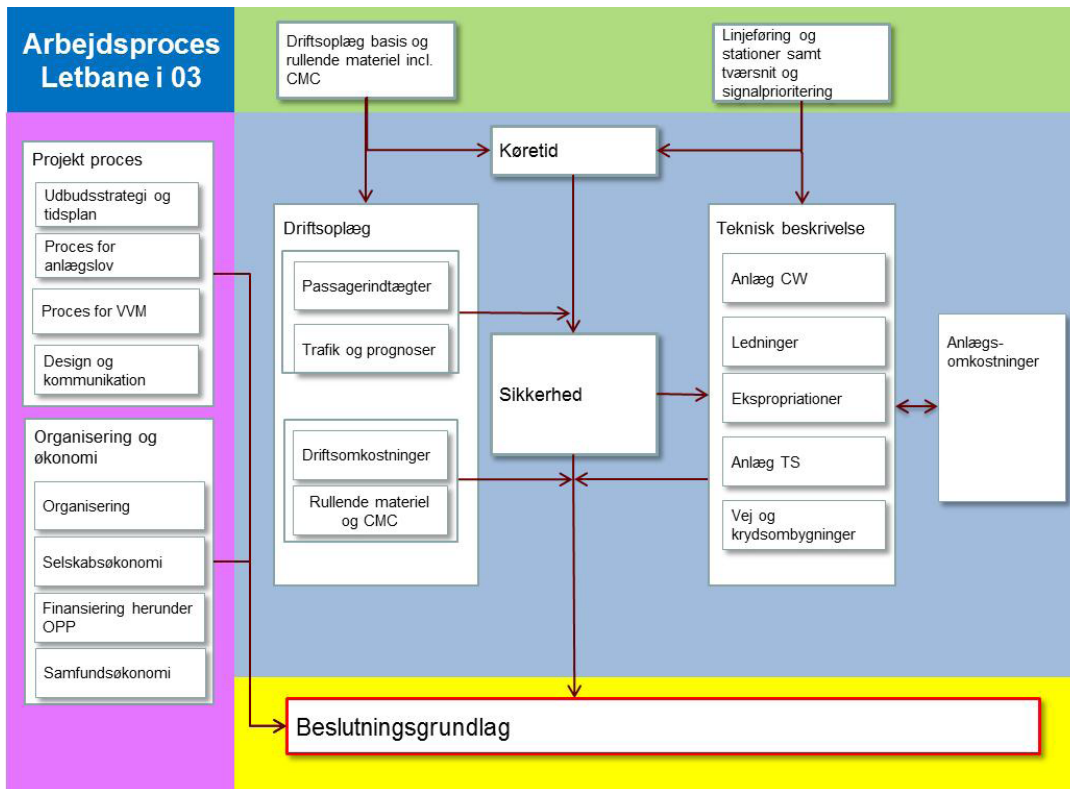 Arbejdsproces
Letbane i 03
Driftsoplæg basis og
rullende materiel incl.
CMC
Linjeføring og
stationer samt
tværsnit og
signalprioritering
Projekt proces
Udbudsstrategi og
tidsplan
Proces for
anlægslov
Proces for VVM
Design og
kommunikation
Organisering og
økonomi
Organisering
Selskabsøkonomi
Finansiering herunder
OPP
Samfundsøkonomi
Køretid
Driftsoplæg
Passagerindtægter
Trafik og prognoser
Driftsomkostninger
Rullende materiel
og CMC
Sikkerhed
Teknisk beskrivelse
Anlæg CW
Ledninger
Ekspropriationer
Anlæg TS
Vej og
krydsombygninger
Anlægs-
omkostninger
Beslutningsgrundlag